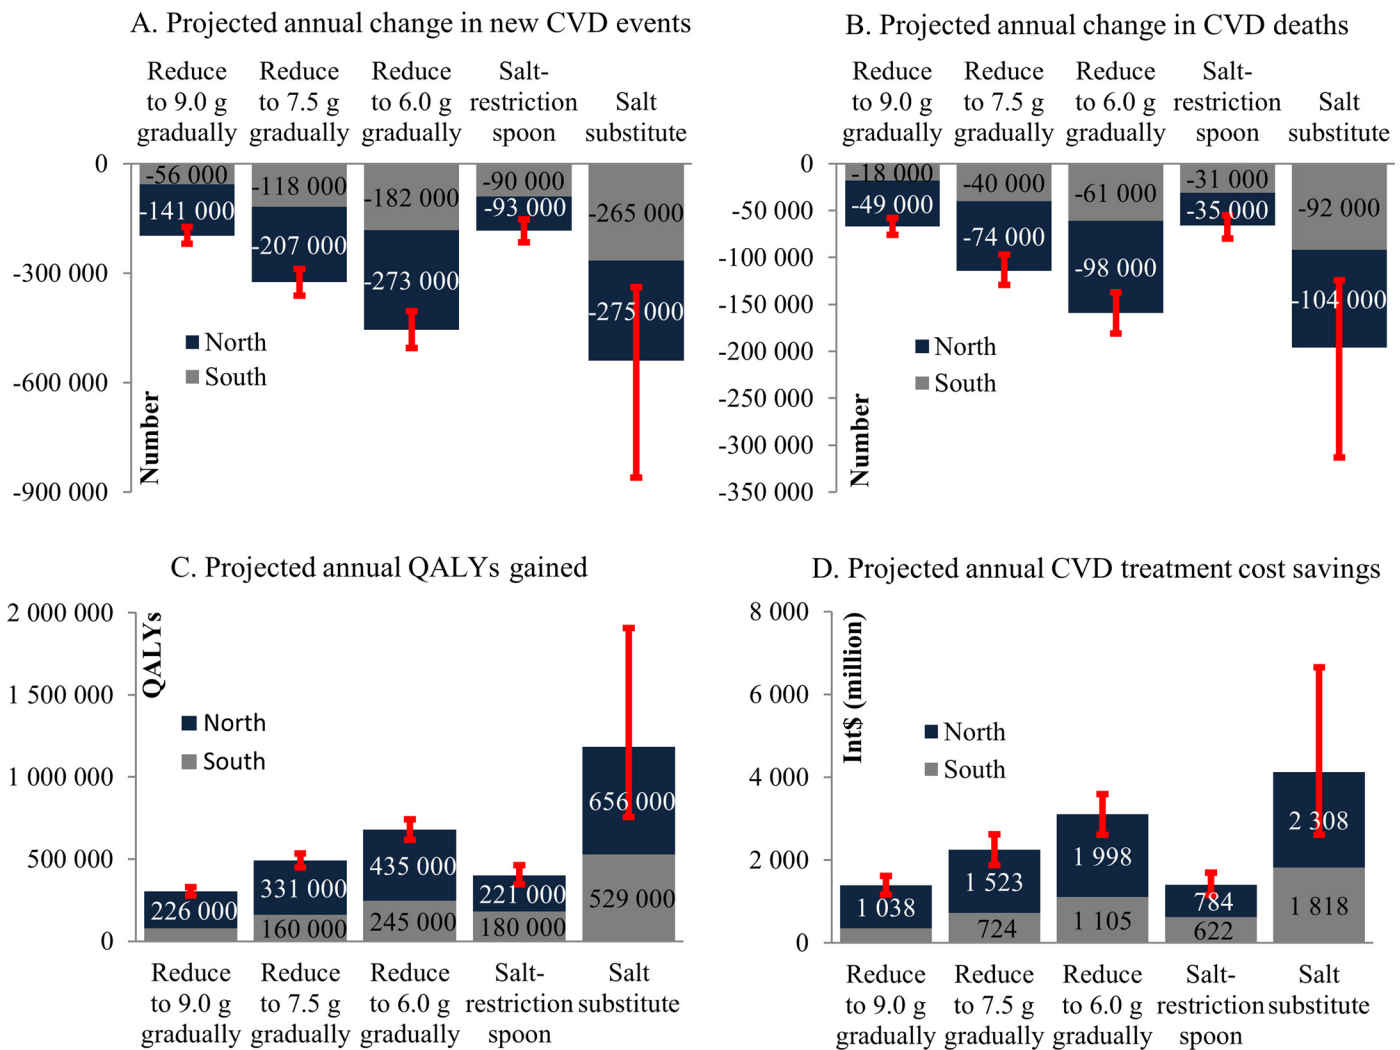 A. Projected annual change in new CVD events
Reduce
to 9.0 g
gradually
Reduce
to 7.5 g
gradually
Reduce
to 6.0 g
gradually
Salt-
restriction
spoon
Salt
substitute
0
-300 000
-600 000
-900 000
Number
-56 000
-141 000
-118 000
-207 000
-182 000
-273 000
-90 000
-93 000
-265 000
-275 000
North
South
B. Projected annual change in CVD deaths
Reduce
to 9.0 g
gradually
Reduce
to 7.5 g
gradually
Reduce
to 6.0 g
gradually
Salt-
restriction
spoon
Salt
substitute
0
-50 000
-100 000
-150 000
-200 000
-250 000
-300 000
-350 000
Number
-18 000
-49 000
-40 000
-74 000
-61 000
-98 000
-31 000
-35 000
-92 000
-104 000
North
South
C. Projected annual QALYs gained
2 000 000
1 500 000
1 000 000
500 000
0
QALYs
North
South
226 000
331 000
160 000
435 000
245 000
221 000
180 000
656 000
529 000
Reduce
to 9.0 g
gradually
Reduce
to 7.5 g
gradually
Reduce
to 6.0 g
gradually
Salt-
restriction
spoon
Salt
substitute
D. Projected annual CVD treatment cost savings
8 000
6 000
4 000
2 000
0
Int$ (million)
North
South
1 038
1 523
724
1 998
1 105
784
622
2 308
1 818
Reduce
to 9.0 g
gradually
Reduce
to 7.5 g
gradually
Reduce
to 6.0 g
gradually
Salt-
restriction
spoon
Salt
substitute